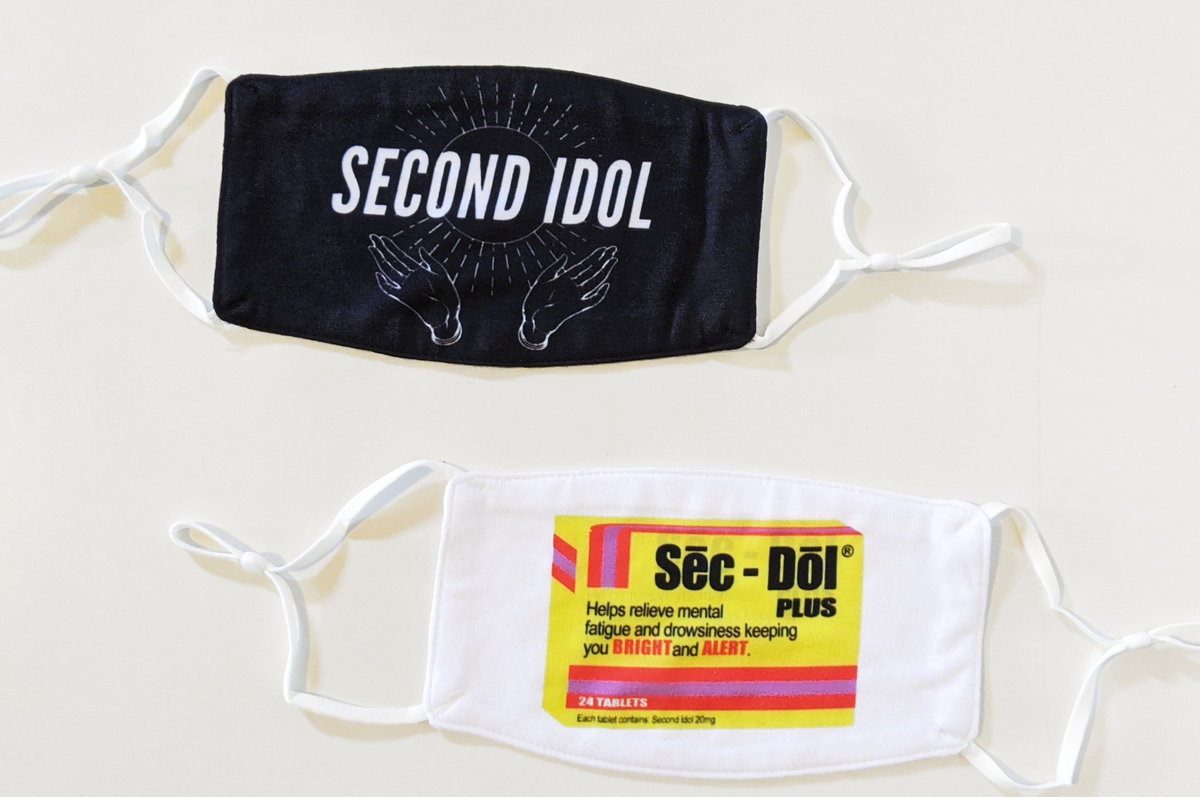 SECOND IDOL
Sēc - Dōl®
PLUS
Helps relieve mental
fatigue and drowsiness keeping
you BRIGHT and ALERT.
24 TABLETS
Each tablet contains: Second Idol 20mg